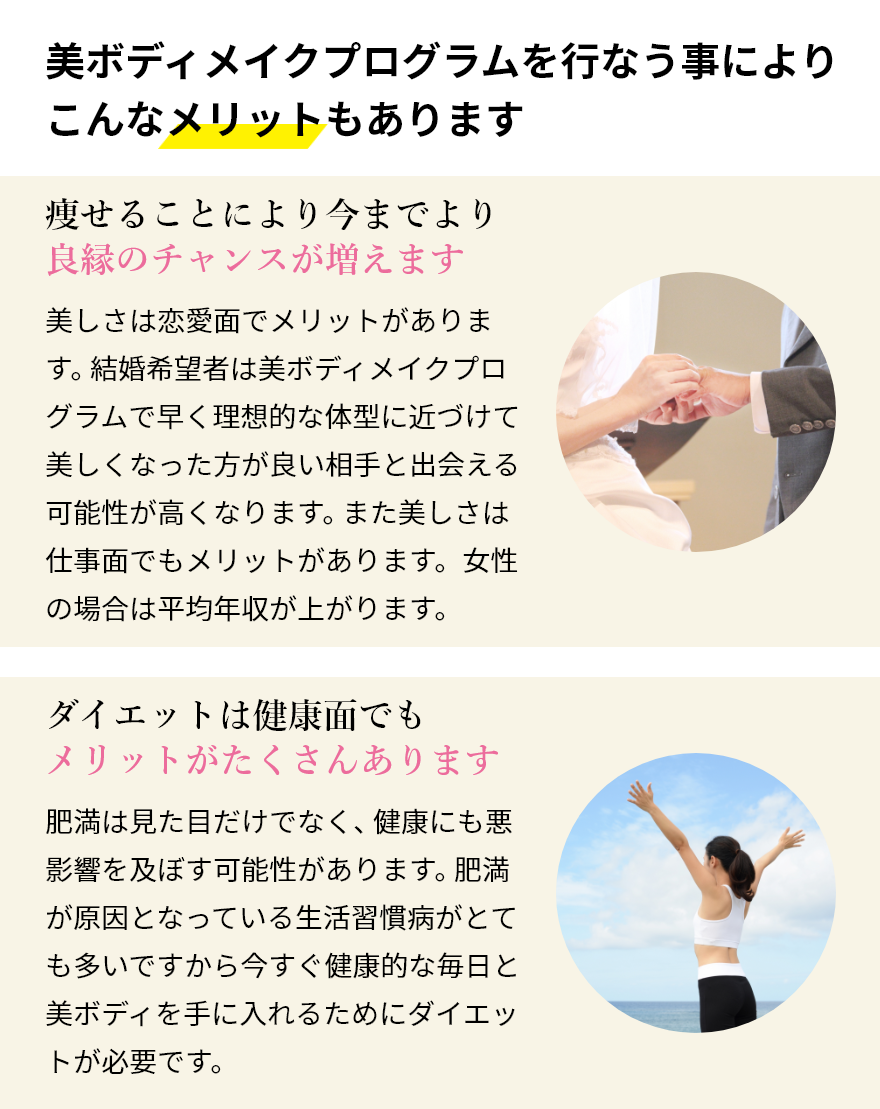 美ボディメイクプログラムを行なう事により
こんなメリットもあります
痩せることにより今までより
良縁のチャンスが増えます
美しさは恋愛面でメリットがありま
す。結婚希望者は美ボディメイクプロ
グラムで早く理想的な体型に近づけて
美しくなった方が良い相手と出会える
可能性が高くなります。また美しさは
仕事面でもメリットがあります。女性
の場合は平均年収が上がります。
ダイエットは健康面でも
メリットがたくさんあります
肥満は見た目だけでなく、健康にも悪
影響を及ぼす可能性があります。肥満
が原因となっている生活習慣病がとて
も多いですから今すぐ健康的な毎日と
美ボディを手に入れるためにダイエッ
トが必要です。